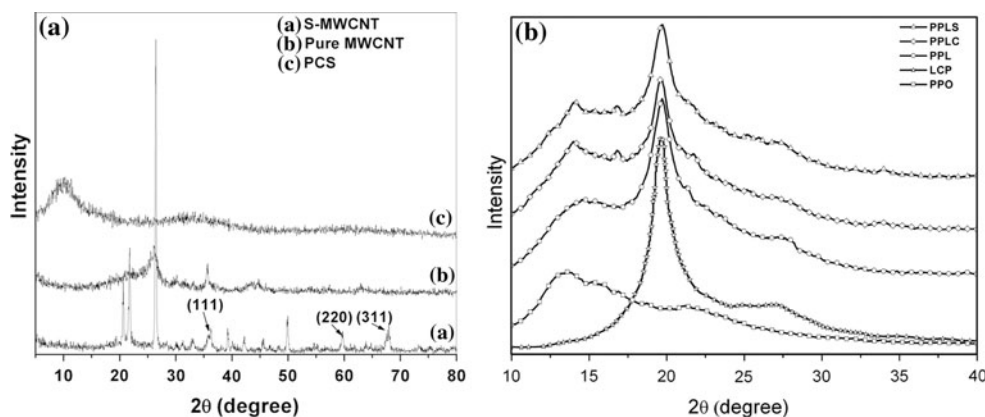 (a)
(a) S-MWCNT
(b) Pure MWCNT
(c) PCS
Intensity
(c)
(b)
(111)
(220) (311)
(a)
10 20 30 40 50 60 70 80
2θ (degree)
(b)
PPLS
PPLC
PPL
LCP
PPO
Intensity
10 15 20 25 30 35 40
2θ (degree)